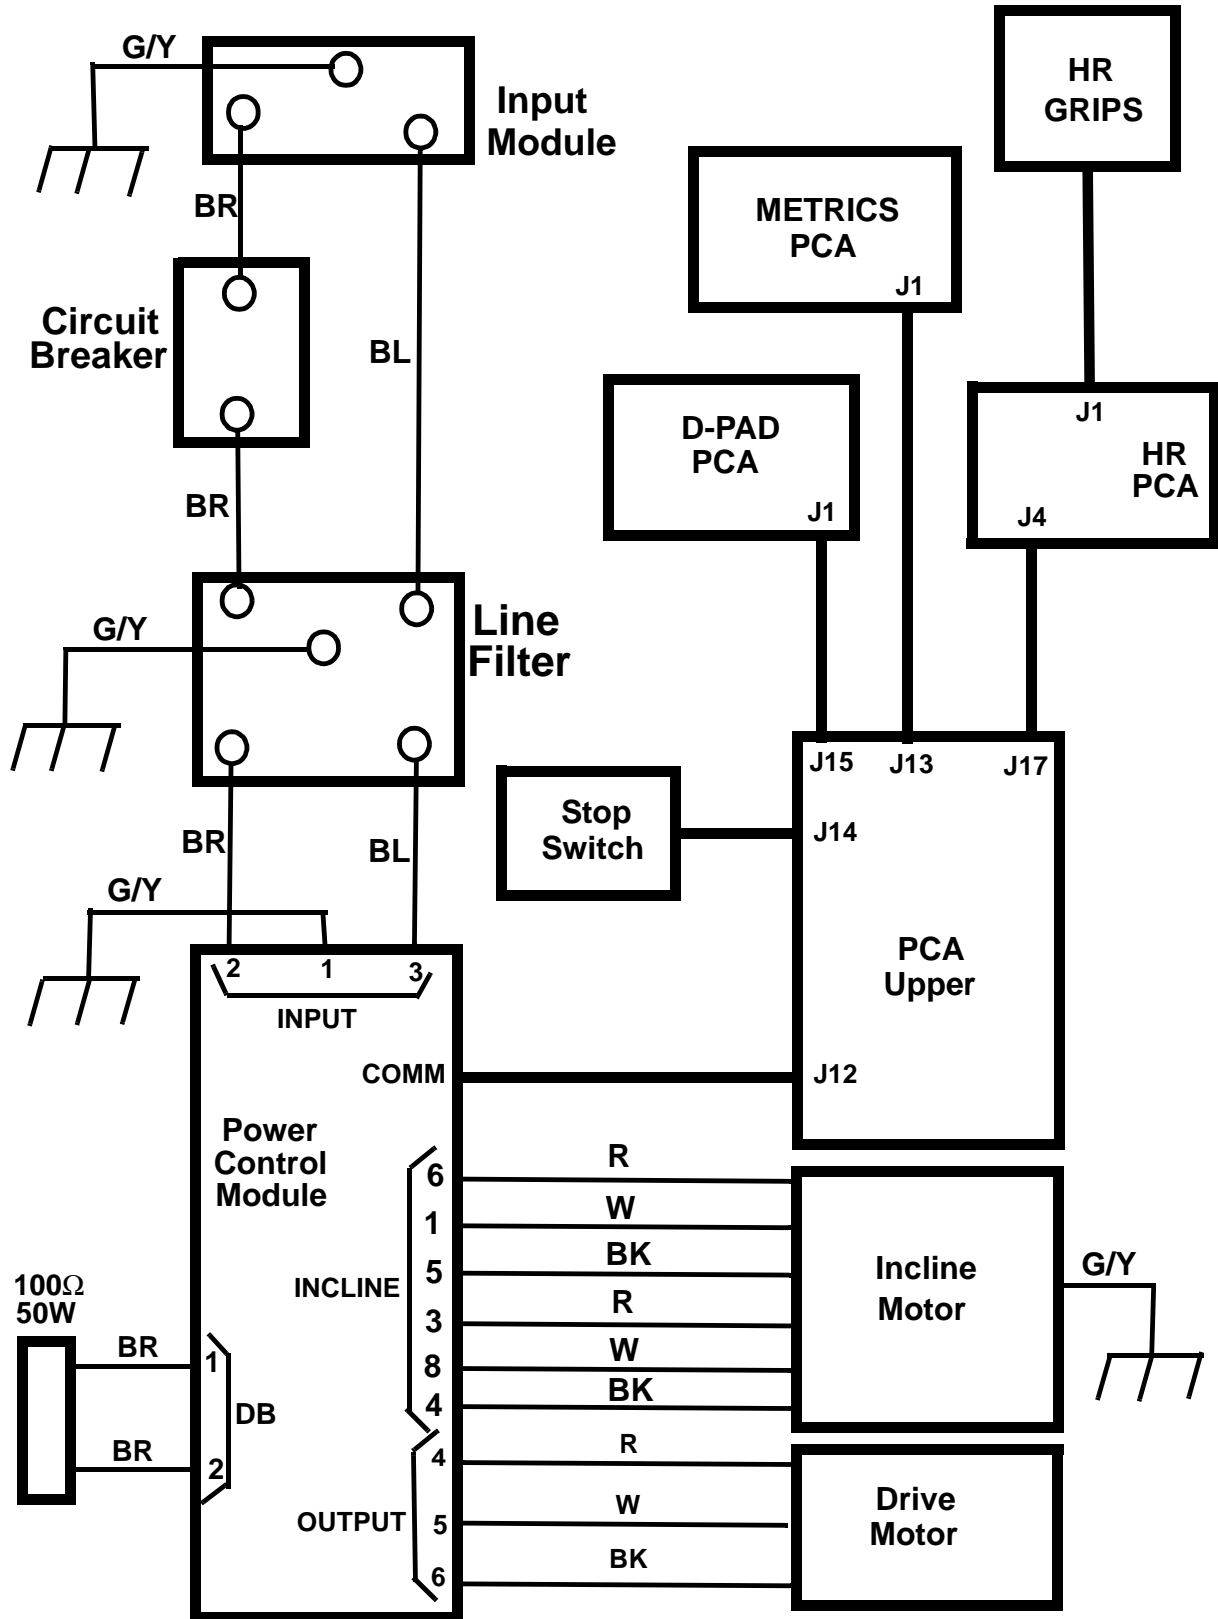 G/Y
Input
Module
BR
Circuit
Breaker
BL
BR
G/Y
Line
Filter
BR
BL
G/Y
2
1
3
INPUT
COMM
Power
Control
Module
INCLINE
6
1
5
3
8
4
100Ω
50W
BR
1
DB
BR
2
OUTPUT
4
5
6
HR
GRIPS
METRICS
PCA
J1
D-PAD
PCA
J1
J1
HR
PCA
J4
J15
J13
J17
Stop
Switch
J14
PCA
Upper
J12
R
W
BK
R
W
BK
Incline
Motor
G/Y
R
W
BK
Drive
Motor